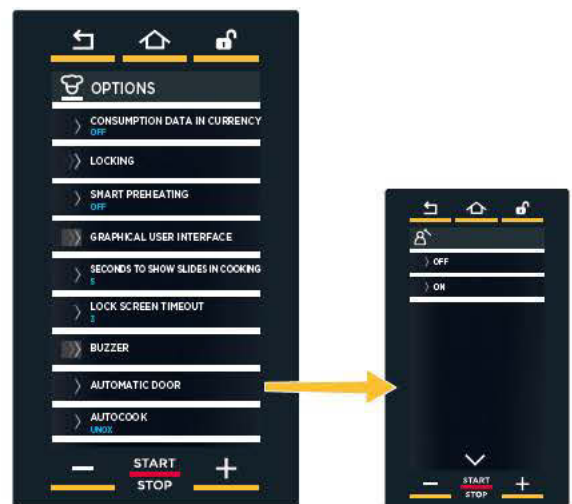 OPTIONS
CONSUMPTION DATA IN CURRENCY
OFF
LOCKING
SMART PREHEATING
OFF
GRAPHICAL USER INTERFACE
SECONDS TO SHOW SLIDES IN COOKING
5
LOCK SCREEN TIMEOUT
3
BUZZER
AUTOMATIC DOOR
AUTOCOOK
UNOX
START
STOP
OFF
ON
START
STOP